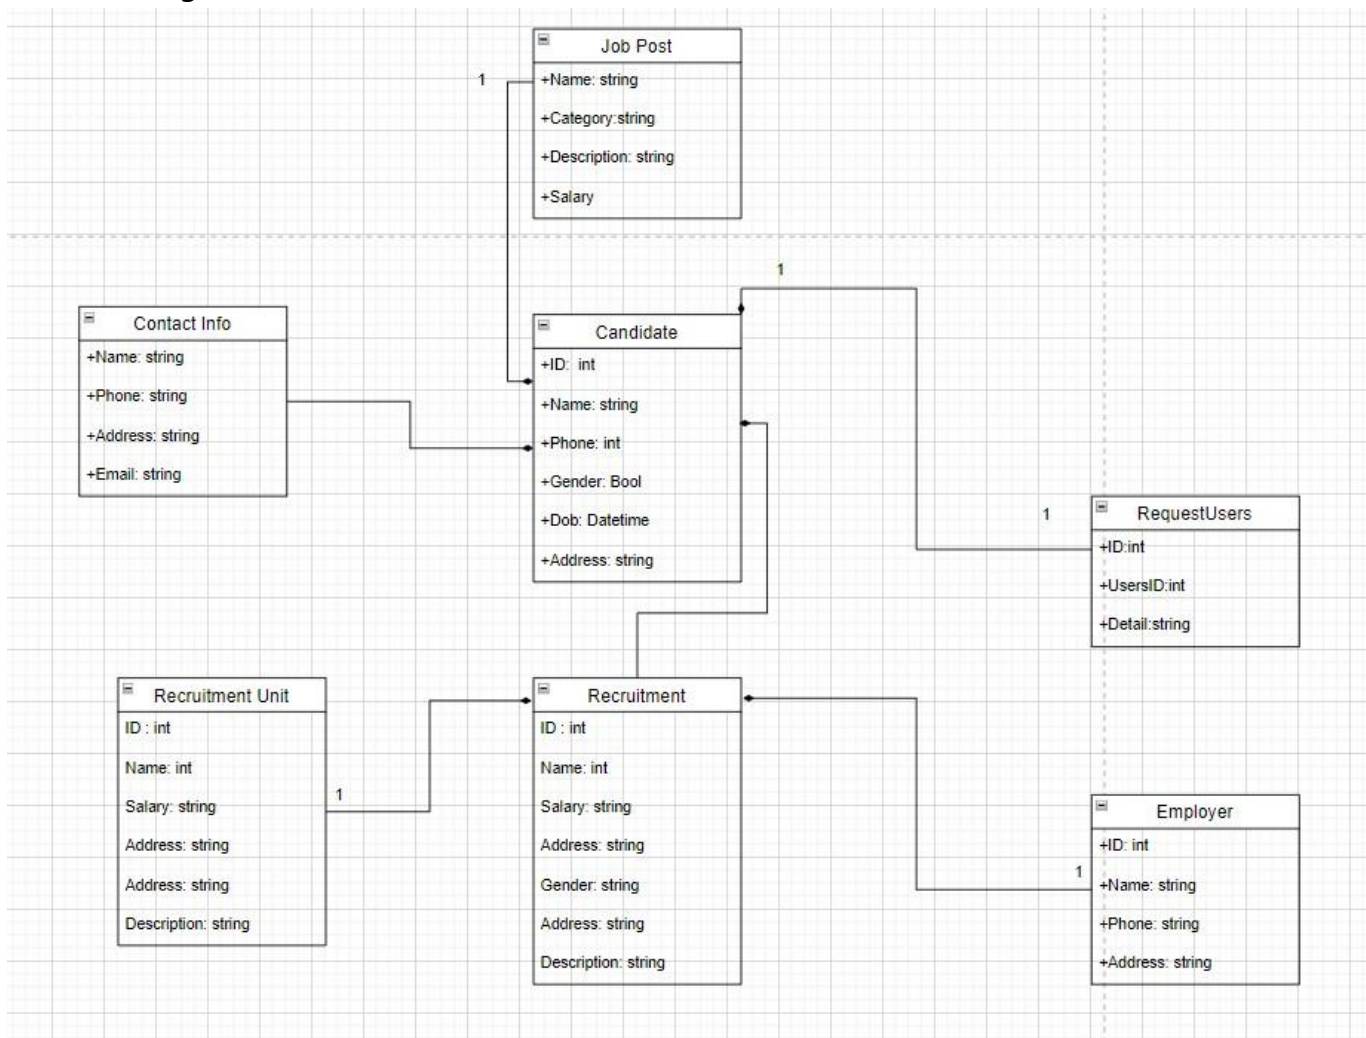 Job Post
1
+Name: string
+Category:string
+Description: string
+Salary
1
Contact Info
+Name: string
+Phone: string
+Address: string
+Email: string
Candidate
+ID: int
+Name: string
+Phone: int
+Gender: Bool
+Dob: Datetime
+Address: string
1
RequestUsers
+ID:int
+UsersID:int
+Detail:string
Recruitment Unit
ID : int
Name: int
Salary: string
Address: string
Address: string
Description: string
1
Recruitment
ID : int
Name: int
Salary: string
Address: string
Gender: string
Address: string
Description: string
1
Employer
+ID: int
+Name: string
+Phone: string
+Address: string